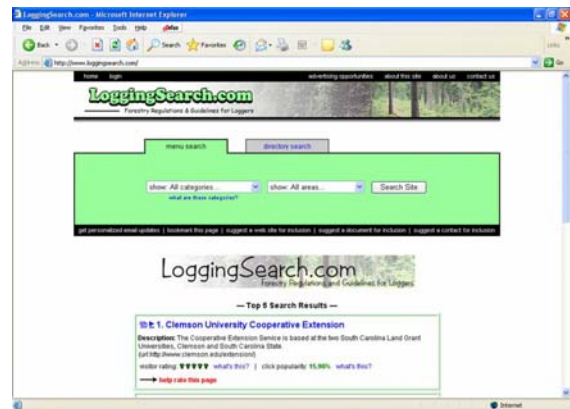 LoggingSearch.com - Microsoft Internet Explorer
File Edit View Favorites Tools Help
Back Search Favorites
Address http://www.loggingsearch.com/ Go
home login advertising opportunities about this site about us contact us
LoggingSearch.com
Forestry Regulations & Guidelines for Loggers
menu search directory search
show: All categories... show: All areas... Search Site
what are these categories?
get personalized email updates | bookmark this page | suggest a web site for inclusion | suggest a document for inclusion | suggest a contact for inclusion
LoggingSearch.com
Forestry Regulations and Guidelines for Loggers
— Top 5 Search Results —
1. Clemson University Cooperative Extension
Description: The Cooperative Extension Service is based at the two South Carolina Land Grant
Universities, Clemson and South Carolina State.
(url:http://www.clemson.edu/extension/)
visitor rating: what's this? | click popularity: 15.96% what's this?
help rate this page
Internet